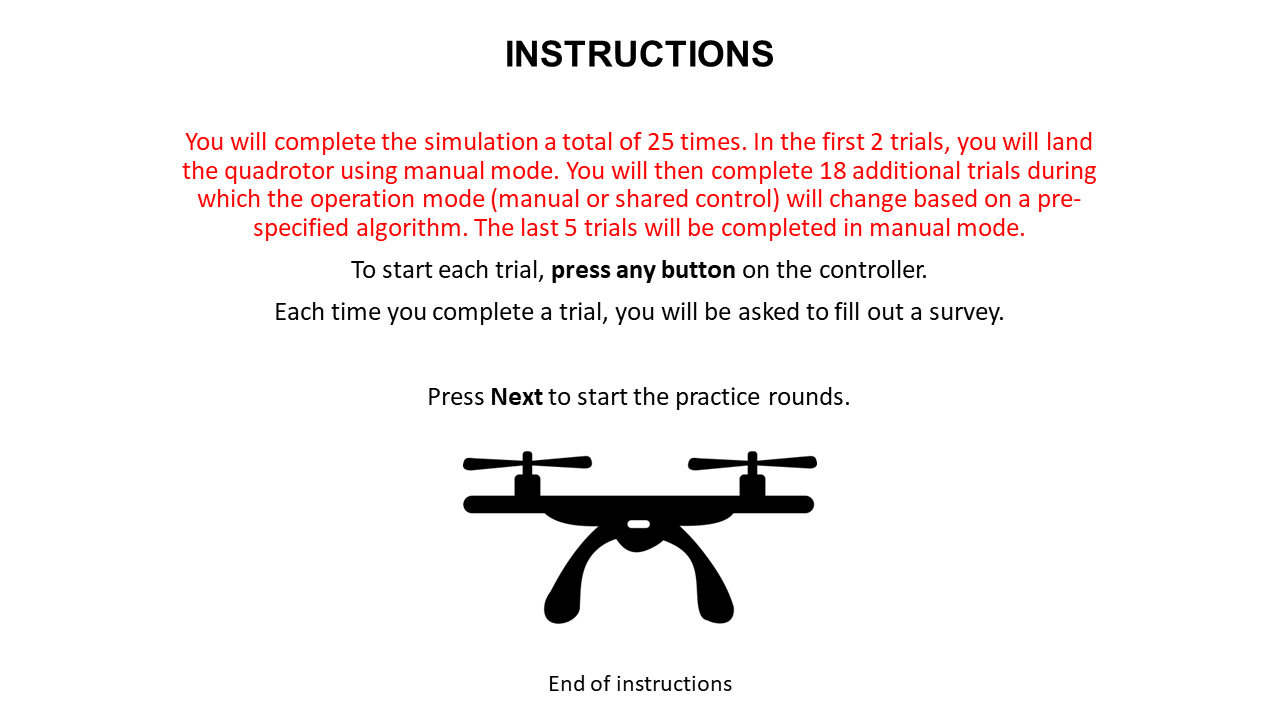 INSTRUCTIONS
You will complete the simulation a total of 25 times. In the first 2 trials, you will land
the quadrotor using manual mode. You will then complete 18 additional trials during
which the operation mode (manual or shared control) will change based on a pre-
specified algorithm. The last 5 trials will be completed in manual mode.
To start each trial, press any button on the controller.
Each time you complete a trial, you will be asked to fill out a survey.
Press Next to start the practice rounds.
End of instructions